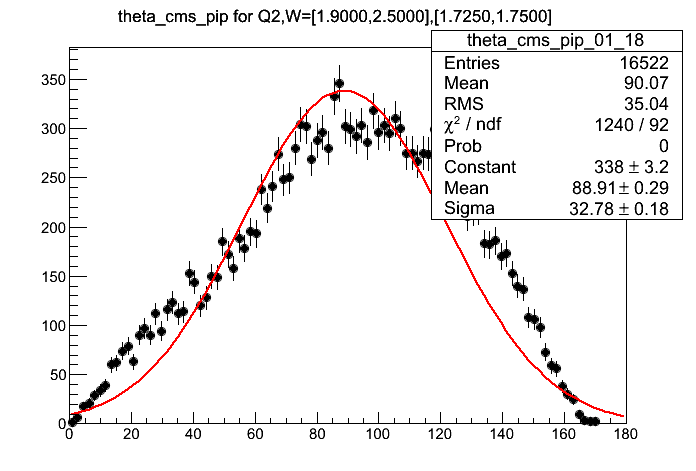 theta_cms_pip for Q2,W=[1.9000,2.5000],[1.7250,1.7500]
theta_cms_pip_01_18
Entries 16522
Mean 90.07
RMS 35.04
χ² / ndf 1240 / 92
Prob 0
Constant 338 ± 3.2
Mean 88.91 ± 0.29
Sigma 32.78 ± 0.18
350
300
250
200
150
100
50
0
0 20 40 60 80 100 120 140 160 180